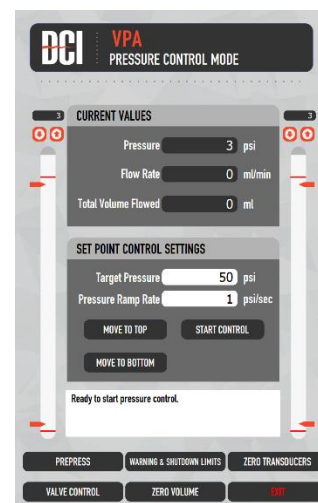 DCI VPA
PRESSURE CONTROL MODE
3 CURRENT VALUES 3
Pressure 3 psi
Flow Rate 0 ml/min
Total Volume Flowed 0 ml
SET POINT CONTROL SETTINGS
Target Pressure 50 psi
Pressure Ramp Rate 1 psi/sec
MOVE TO TOP START CONTROL
MOVE TO BOTTOM
Ready to start pressure control.
PREPRESS WARNING & SHUTDOWN LIMITS ZERO TRANSDUCERS
VALVE CONTROL ZERO VOLUME EXIT